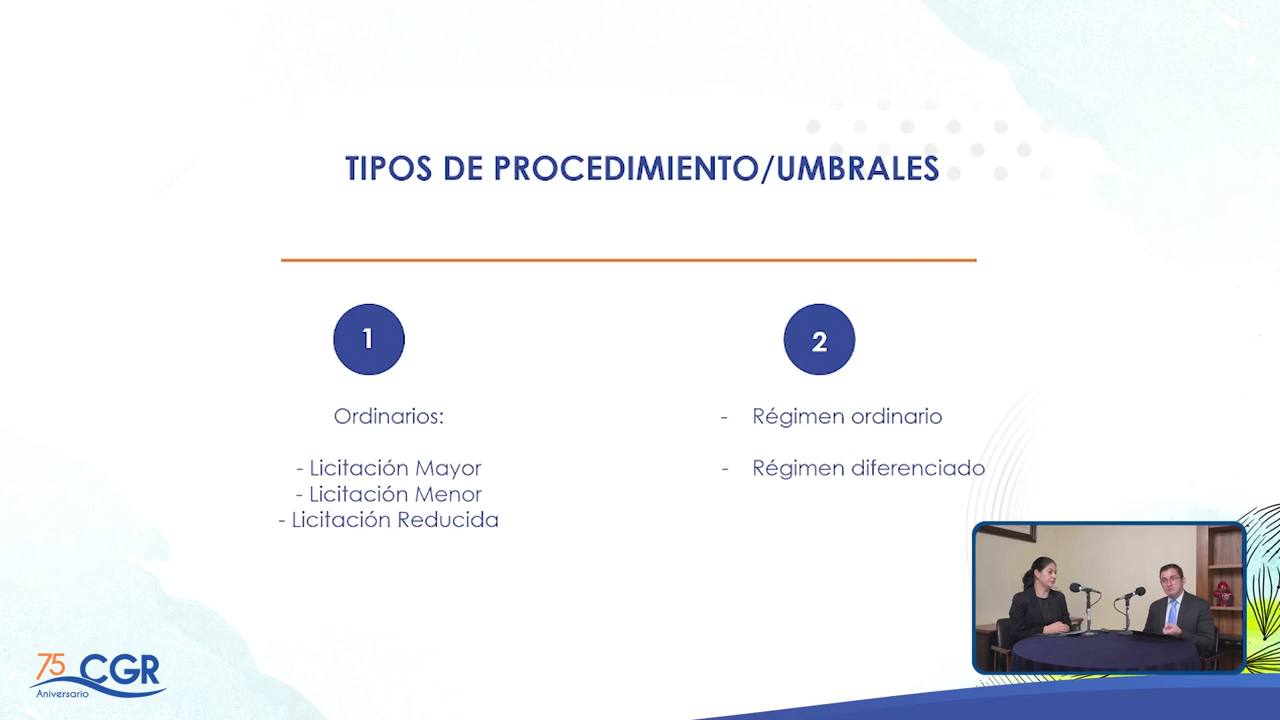 TIPOS DE PROCEDIMIENTO/UMBRALES
1
Ordinarios:
- Licitación Mayor
- Licitación Menor
- Licitación Reducida
2
- Régimen ordinario
- Régimen diferenciado
75 CGR
Aniversario